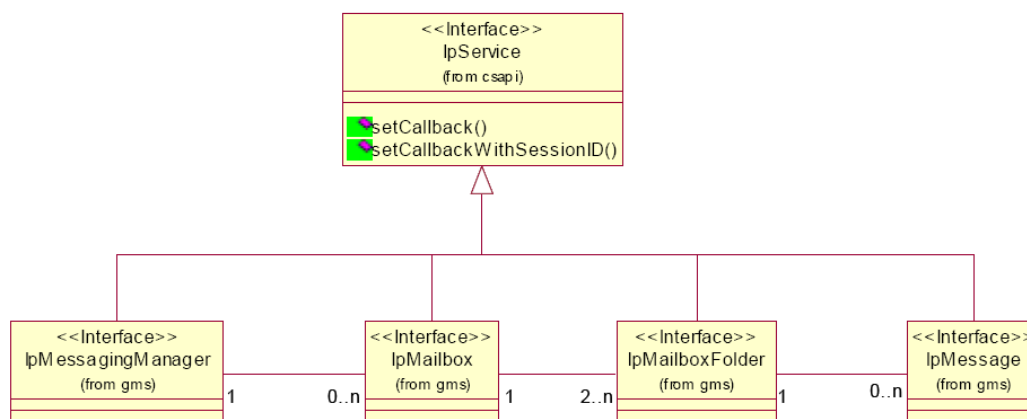 <<Interface>>
IpService
(from csapi)
setCallback()
setCallbackWithSessionID()
<<Interface>>
IpMessagingManager
(from gms)
1
0..n
<<Interface>>
IpMailbox
(from gms)
1
2..n
<<Interface>>
IpMailboxFolder
(from gms)
1
0..n
<<Interface>>
IpMessage
(from gms)